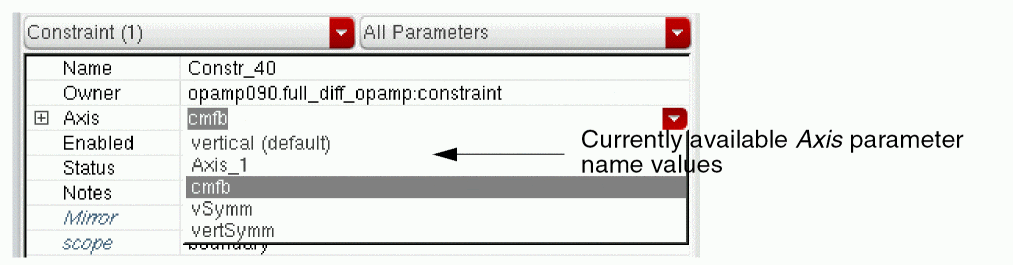 Constraint (1) All Parameters
Name Constr_40
Owner opamp090.full_diff_opamp:constraint
Axis cmfb
Enabled vertical (default)
Status Axis_1
Notes cmfb
Mirror vSymm
vertSymm
scope boundary
Currently available Axis parameter
name values